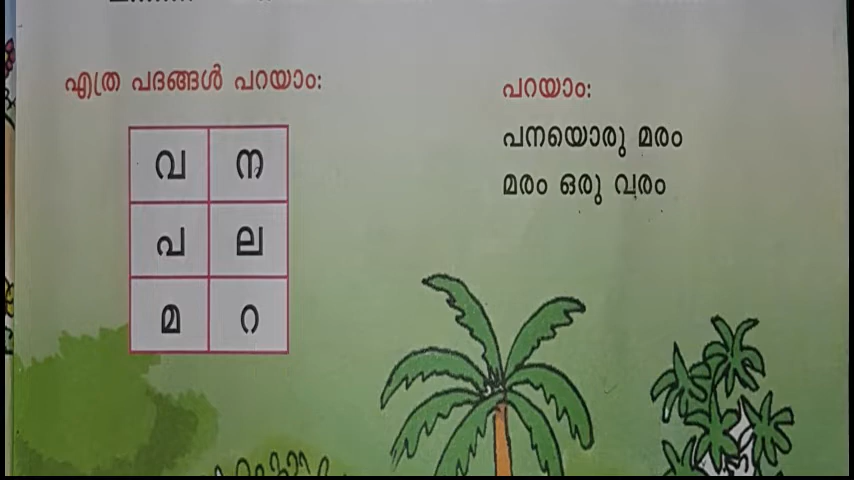 എത്ര പദങ്ങൾ പറയാം:
വ ന
പ ല
മ റ
പറയാം:
പനയൊരു മരം
മരം ഒരു വരം